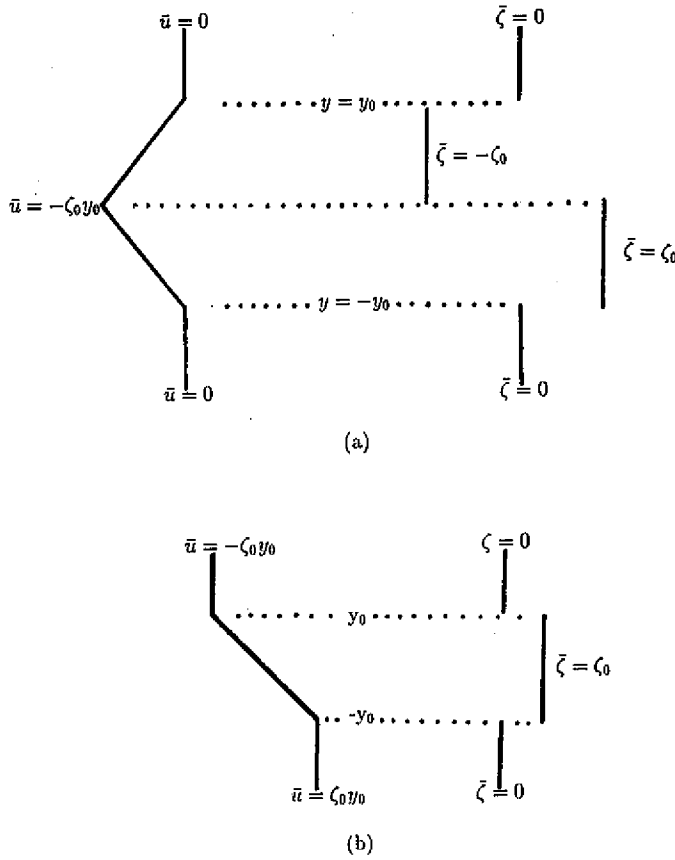 ū = 0 ζ̄ = 0
y = y₀
ζ̄ = −ζ₀
ū = −ζ₀y₀
ζ̄ = ζ₀
y = −y₀
ū = 0 ζ̄ = 0
(a)
ū = −ζ₀y₀ ζ = 0
y₀
ζ̄ = ζ₀
-y₀
ū = ζ₀y₀ ζ̄ = 0
(b)